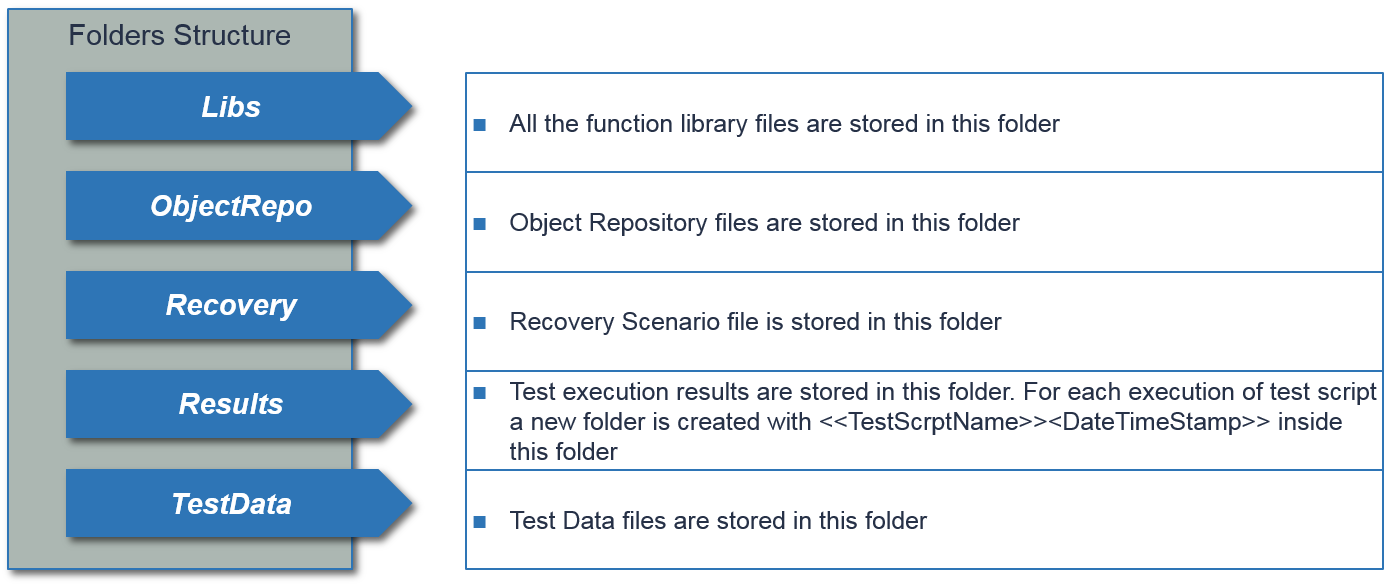 Folders Structure
Libs
■ All the function library files are stored in this folder
ObjectRepo
■ Object Repository files are stored in this folder
Recovery
■ Recovery Scenario file is stored in this folder
Results
■ Test execution results are stored in this folder. For each execution of test script
a new folder is created with <<TestScrptName>><DateTimeStamp>> inside
this folder
TestData
■ Test Data files are stored in this folder